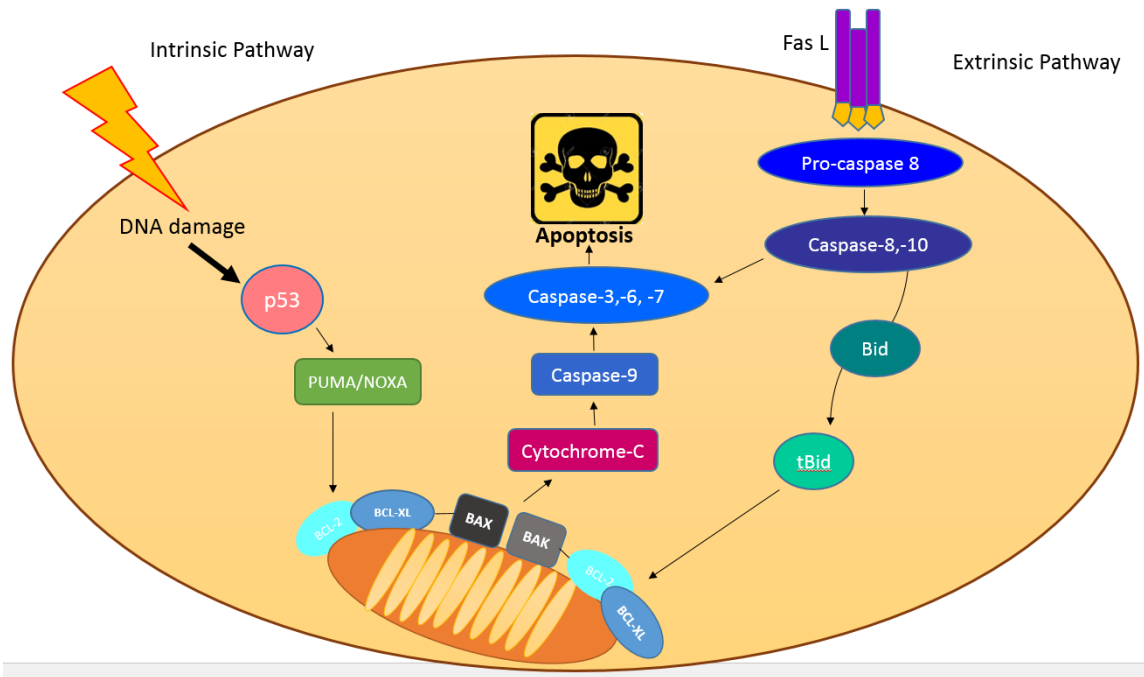 Intrinsic Pathway
Fas L
Extrinsic Pathway
DNA damage
p53
PUMA/NOXA
Apoptosis
Pro-caspase 8
Caspase-8,-10
Caspase-3,-6, -7
Bid
Caspase-9
Cytochrome-C
tBid
BCL-2
BCL-XL
BAX
BAK
BCL-2
BCL-XL